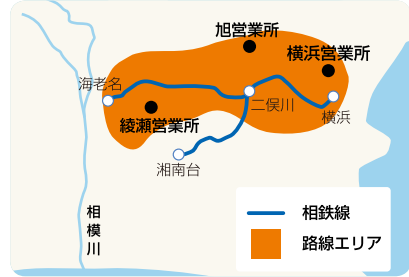 旭営業所
横浜営業所
海老名
綾瀬営業所
二俣川
横浜
湘南台
相模川
相鉄線
路線エリア